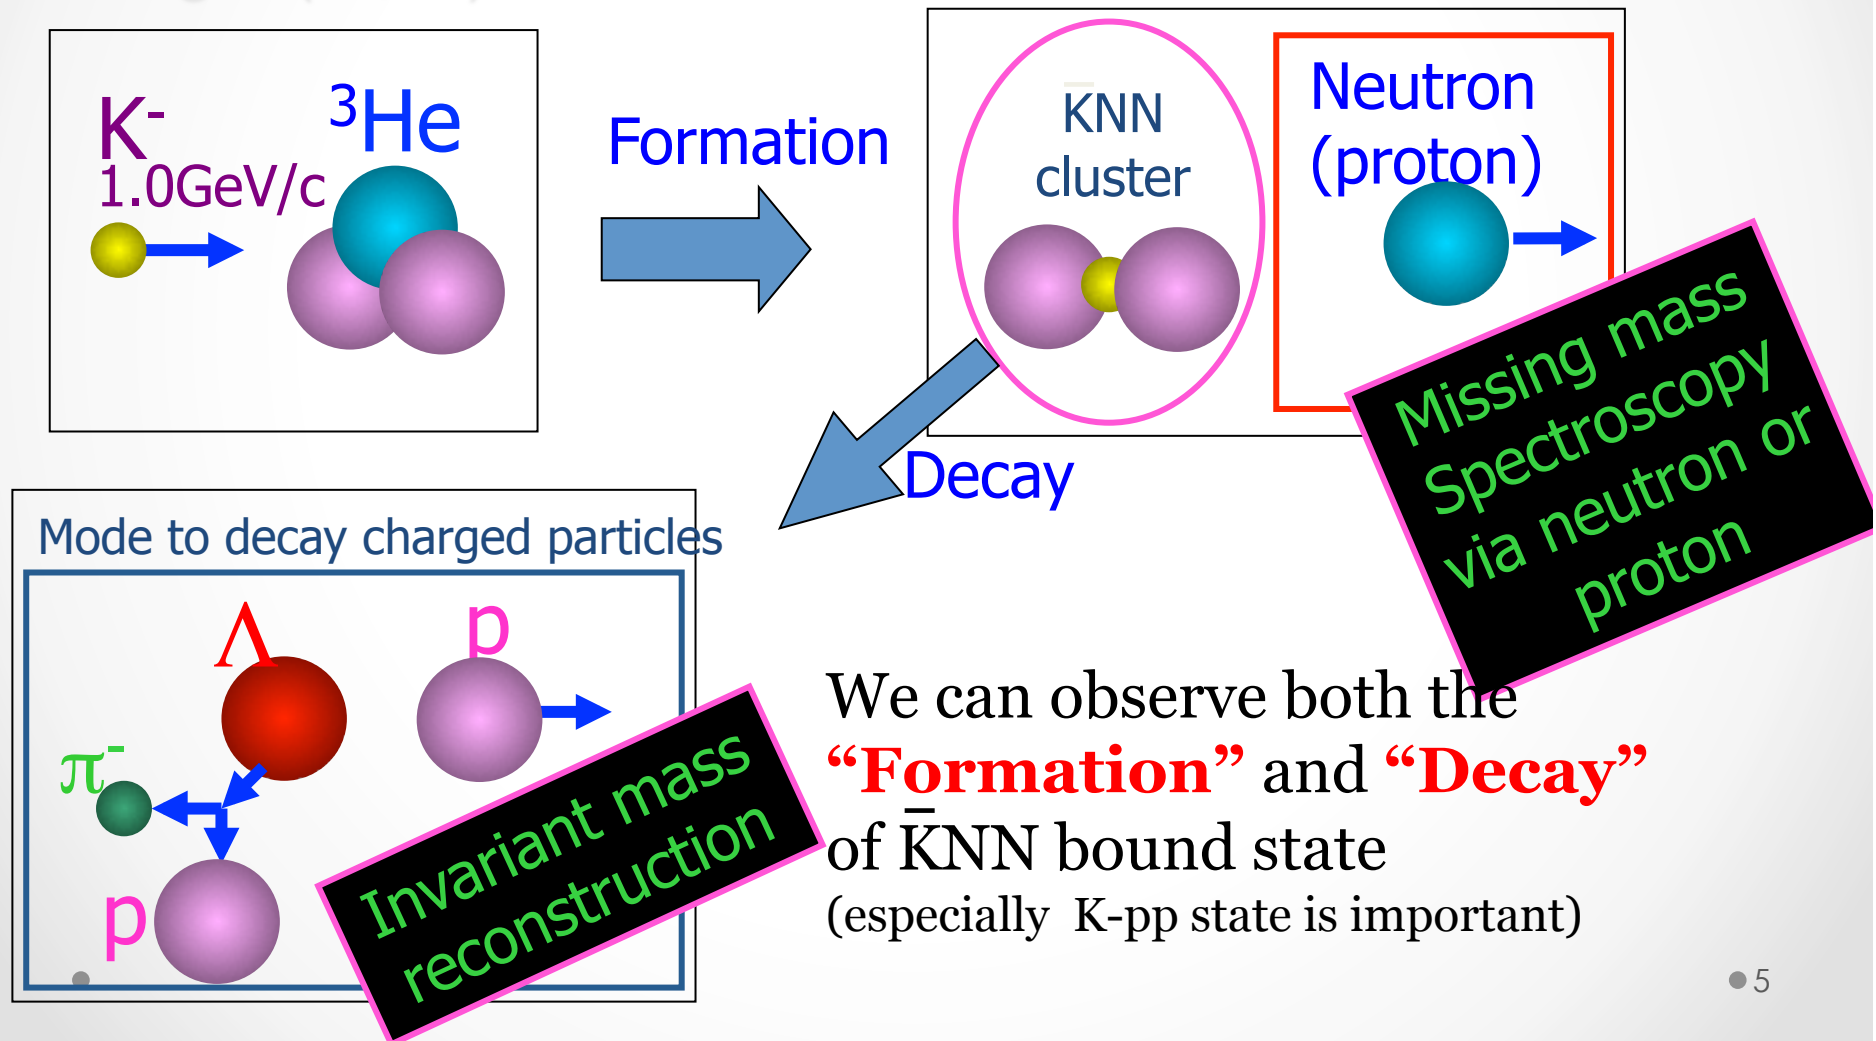 K-
1.0GeV/c
³He
Formation
K̄NN
cluster
Neutron
(proton)
Missing mass
Spectroscopy
via neutron or
proton
Decay
Mode to decay charged particles
Λ
p
π-
p
Invariant mass
reconstruction
We can observe both the
“Formation” and “Decay”
of K̄NN bound state
(especially K-pp state is important)
5